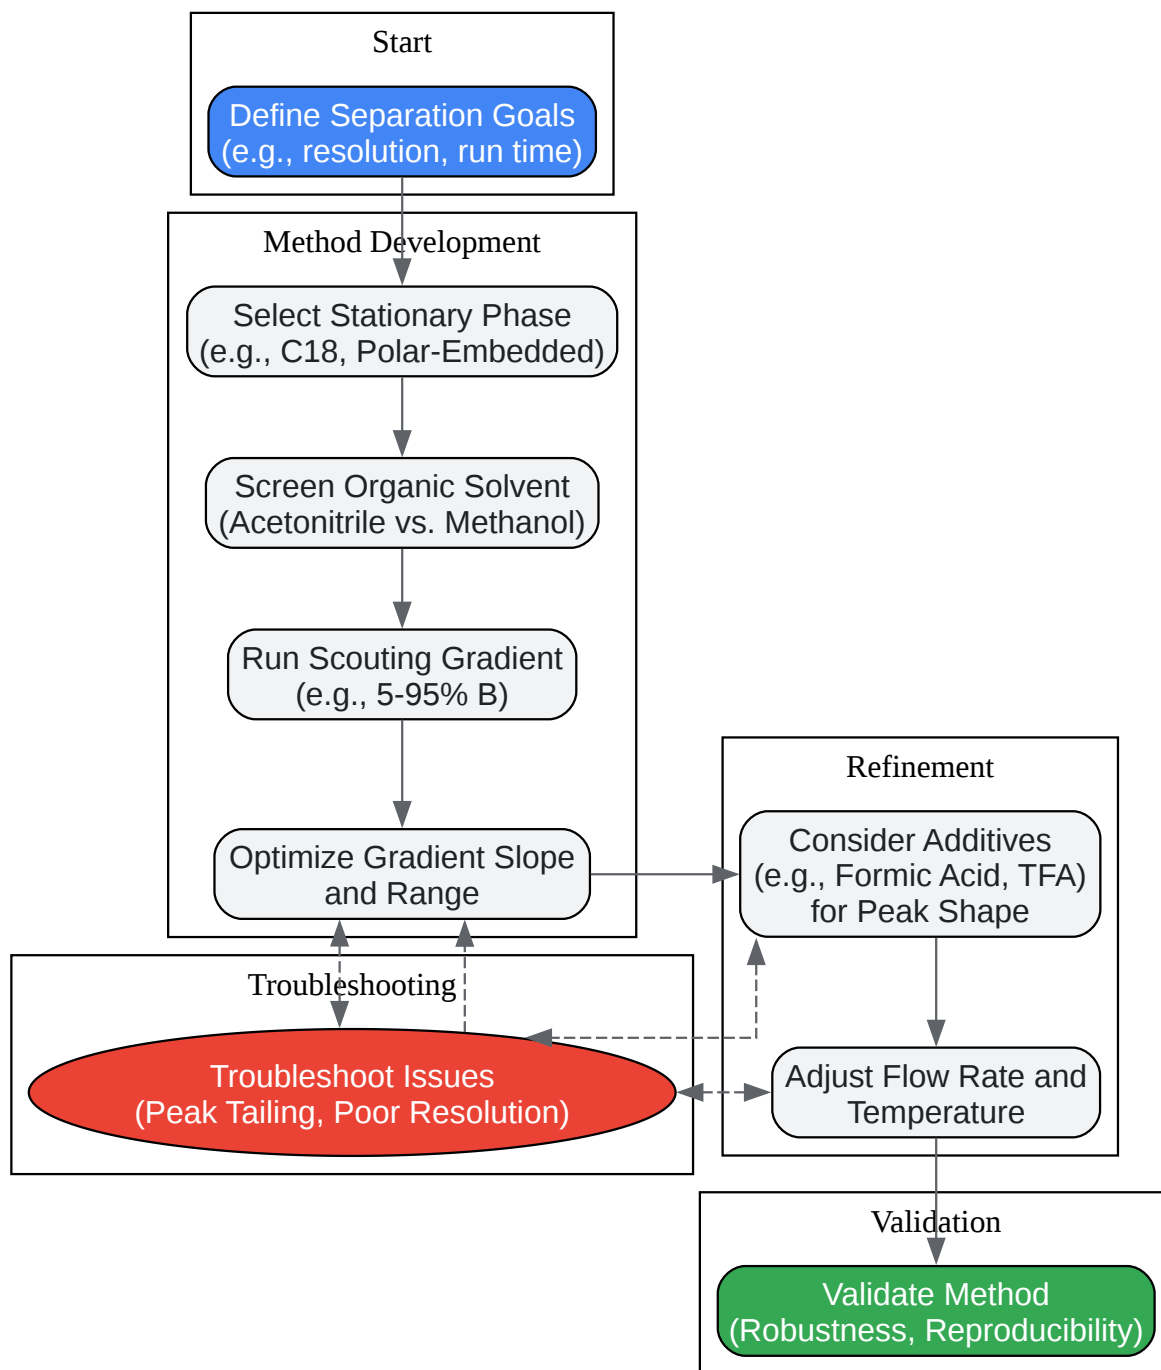 Start
Define Separation Goals
(e.g., resolution, run time)
Method Development
Select Stationary Phase
(e.g., C18, Polar-Embedded)
Screen Organic Solvent
(Acetonitrile vs. Methanol)
Run Scouting Gradient
(e.g., 5-95% B)
Optimize Gradient Slope
and Range
Refinement
Consider Additives
(e.g., Formic Acid, TFA)
for Peak Shape
Troubleshooting
Troubleshoot Issues
(Peak Tailing, Poor Resolution)
Adjust Flow Rate and
Temperature
Validation
Validate Method
(Robustness, Reproducibility)